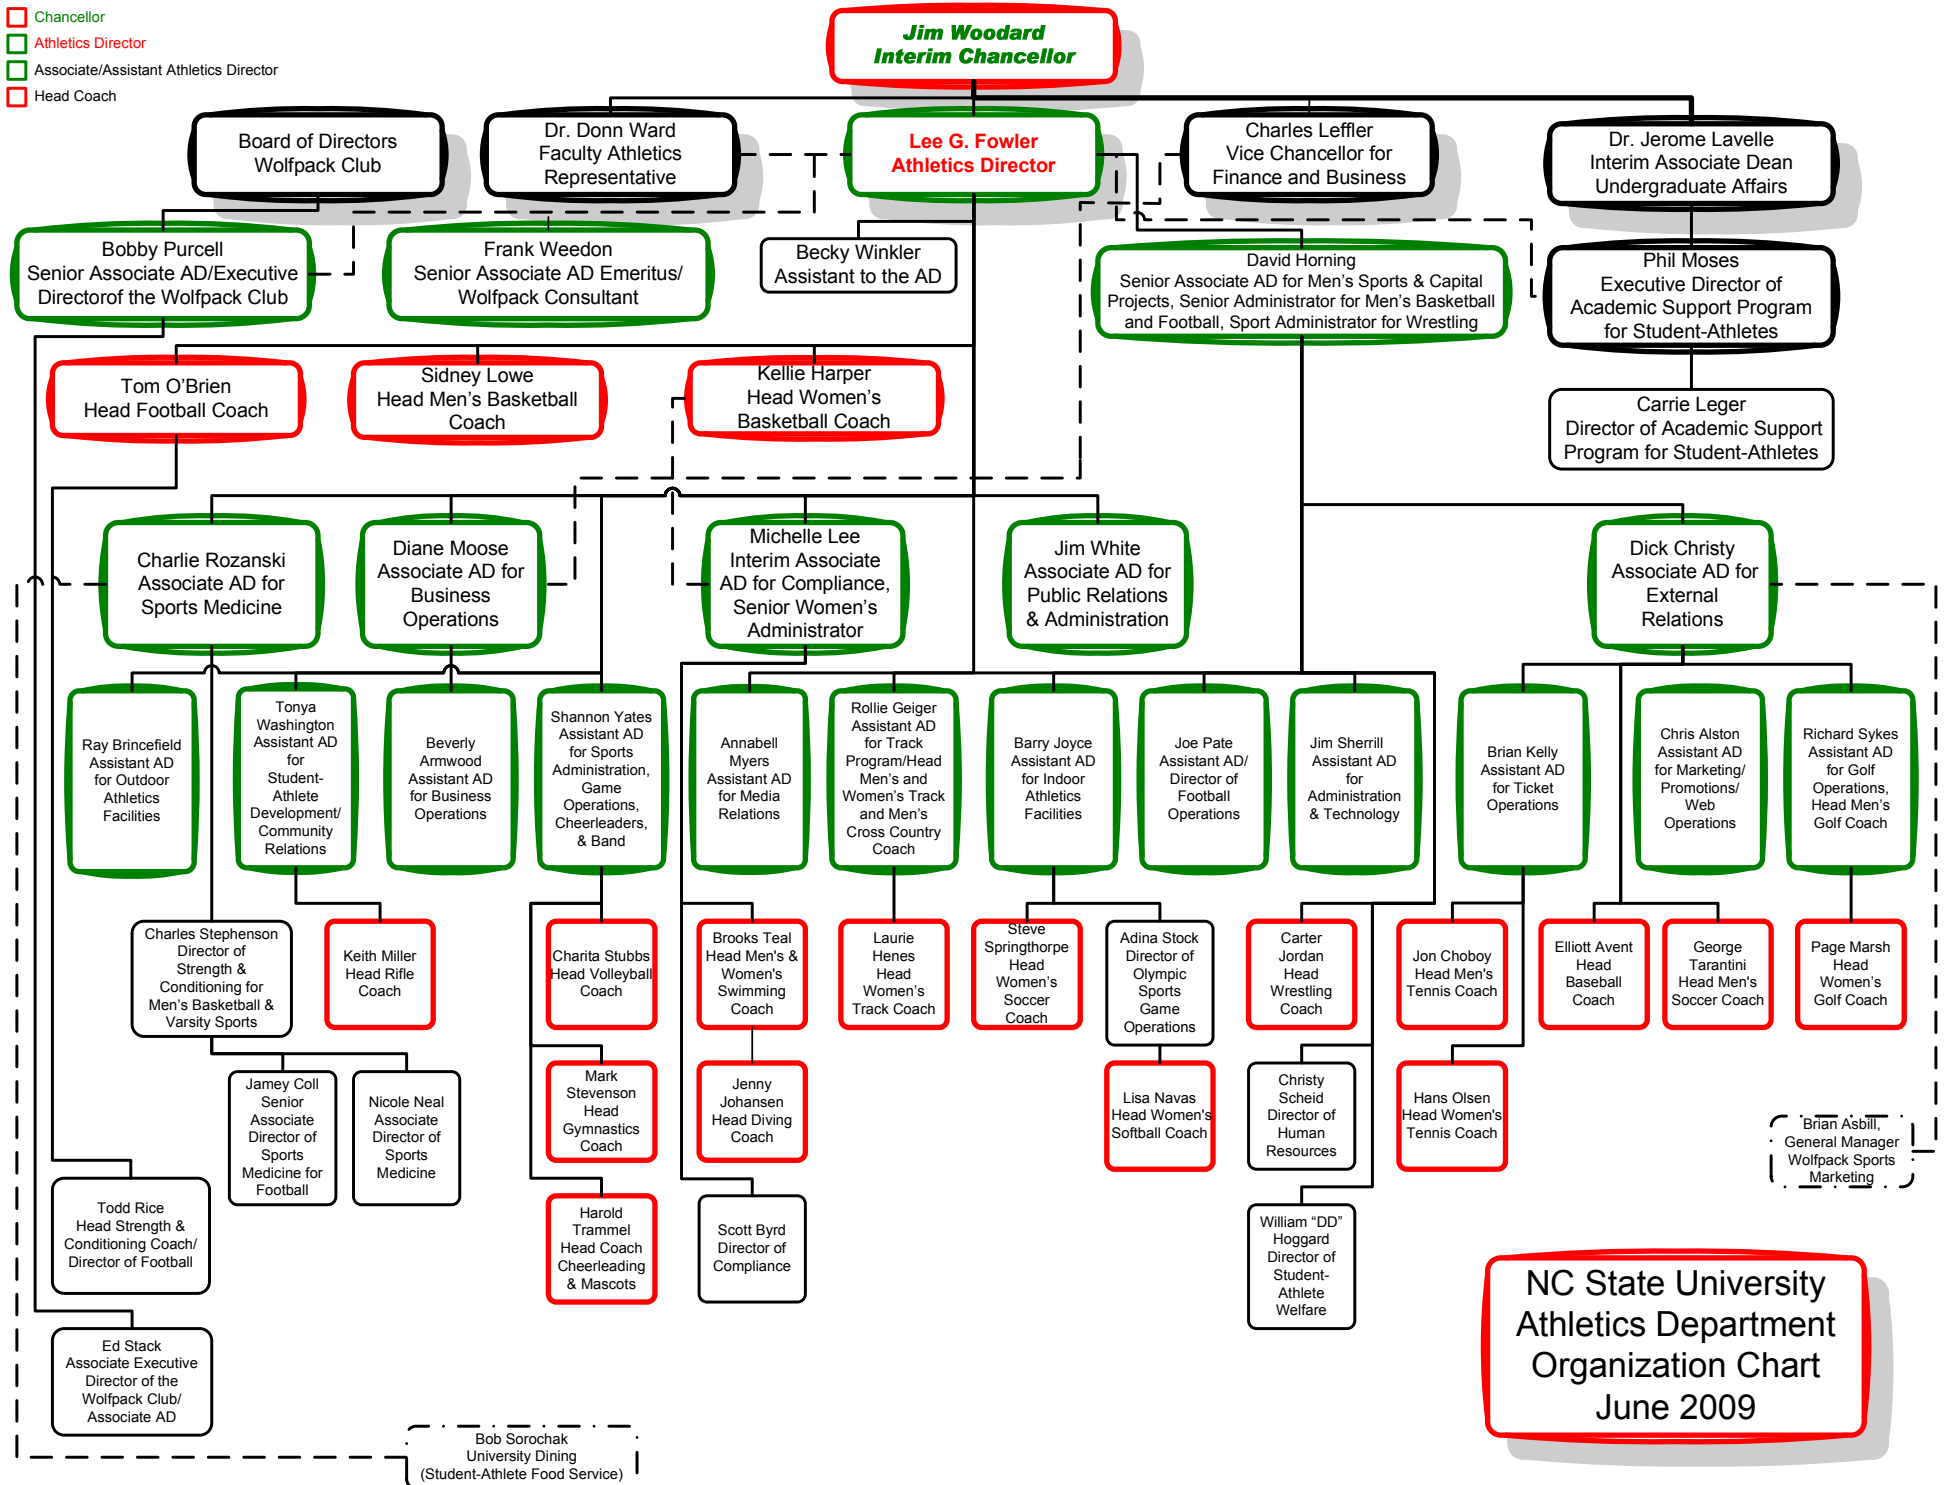 Chancellor
Athletics Director
Associate/Assistant Athletics Director
Head Coach
Jim Woodard
Interim Chancellor
Board of Directors
Wolfpack Club
Dr. Donn Ward
Faculty Athletics
Representative
Lee G. Fowler
Athletics Director
Charles Leffler
Vice Chancellor for
Finance and Business
Dr. Jerome Lavelle
Interim Associate Dean
Undergraduate Affairs
Bobby Purcell
Senior Associate AD/Executive
Directorof the Wolfpack Club
Frank Weedon
Senior Associate AD Emeritus/
Wolfpack Consultant
Becky Winkler
Assistant to the AD
David Horning
Senior Associate AD for Men's Sports & Capital
Projects, Senior Administrator for Men's Basketball
and Football, Sport Administrator for Wrestling
Phil Moses
Executive Director of
Academic Support Program
for Student-Athletes
Tom O'Brien
Head Football Coach
Sidney Lowe
Head Men's Basketball
Coach
Kellie Harper
Head Women's
Basketball Coach
Carrie Leger
Director of Academic Support
Program for Student-Athletes
Charlie Rozanski
Associate AD for
Sports Medicine
Diane Moose
Associate AD for
Business
Operations
Michelle Lee
Interim Associate
AD for Compliance,
Senior Women's
Administrator
Jim White
Associate AD for
Public Relations
& Administration
Dick Christy
Associate AD for
External
Relations
Ray Brincefield
Assistant AD
for Outdoor
Athletics
Facilities
Tonya
Washington
Assistant AD
for
Student-
Athlete
Development/
Community
Relations
Beverly
Armwood
Assistant AD
for Business
Operations
Shannon Yates
Assistant AD
for Sports
Administration,
Game
Operations,
Cheerleaders,
& Band
Annabell
Myers
Assistant AD
for Media
Relations
Rollie Geiger
Assistant AD
for Track
Program/Head
Men's and
Women's Track
and Men's
Cross Country
Coach
Barry Joyce
Assistant AD
for Indoor
Athletics
Facilities
Joe Pate
Assistant AD/
Director of
Football
Operations
Jim Sherrill
Assistant AD
for
Administration
& Technology
Brian Kelly
Assistant AD
for Ticket
Operations
Chris Alston
Assistant AD
for Marketing/
Promotions/
Web
Operations
Richard Sykes
Assistant AD
for Golf
Operations,
Head Men's
Golf Coach
Charles Stephenson
Director of
Strength &
Conditioning for
Men's Basketball &
Varsity Sports
Keith Miller
Head Rifle
Coach
Charita Stubbs
Head Volleyball
Coach
Brooks Teal
Head Men's &
Women's
Swimming
Coach
Laurie
Henes
Head
Women's
Track Coach
Steve
Springthorpe
Head
Women's
Soccer
Coach
Adina Stock
Director of
Olympic
Sports
Game
Operations
Carter
Jordan
Head
Wrestling
Coach
Jon Choboy
Head Men's
Tennis Coach
Elliott Avent
Head
Baseball
Coach
George
Tarantini
Head Men's
Soccer Coach
Page Marsh
Head
Women's
Golf Coach
Jamey Coll
Senior
Associate
Director of
Sports
Medicine for
Football
Nicole Neal
Associate
Director of
Sports
Medicine
Mark
Stevenson
Head
Gymnastics
Coach
Jenny
Johansen
Head Diving
Coach
Lisa Navas
Head Women's
Softball Coach
Christy
Scheid
Director of
Human
Resources
Hans Olsen
Head Women's
Tennis Coach
Brian Asbill,
General Manager
Wolfpack Sports
Marketing
Todd Rice
Head Strength &
Conditioning Coach/
Director of Football
Harold
Trammel
Head Coach
Cheerleading
& Mascots
Scott Byrd
Director of
Compliance
William “DD”
Hoggard
Director of
Student-
Athlete
Welfare
Ed Stack
Associate Executive
Director of the
Wolfpack Club/
Associate AD
Bob Sorochak
University Dining
(Student-Athlete Food Service)
NC State University
Athletics Department
Organization Chart
June 2009